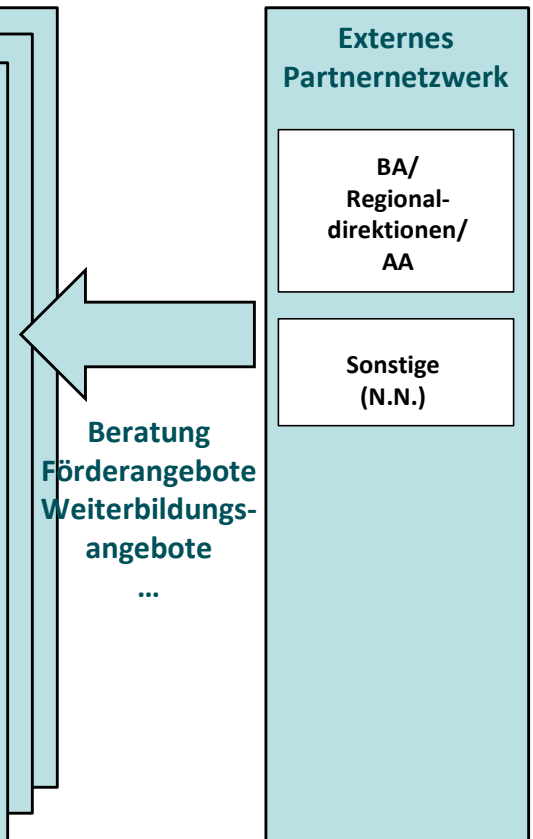 Externes
Partnernetzwerk
BA/
Regional-
direktionen/
AA
Sonstige
(N.N.)
Beratung
Förderangebote
Weiterbildungs-
angebote
...